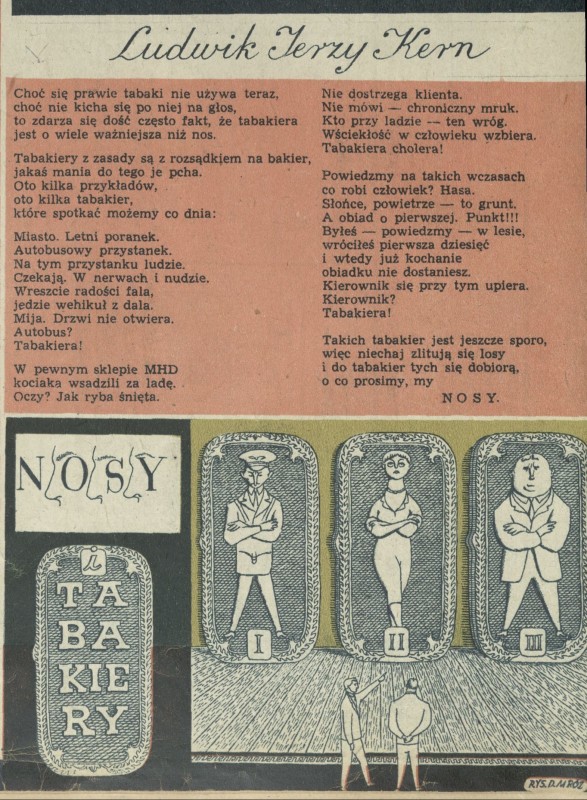 Ludwik Jerzy Kern
Choć się prawie tabaki nie używa teraz,
choć nie kicha się po niej na głos,
to zdarza się dość często fakt, że tabakiera
jest o wiele ważniejsza niż nos.
Tabakiery z zasady są z rozsądkiem na bakier,
jakaś mania do tego je pcha.
Oto kilka przykładów,
oto kilka tabakier,
które spotkać możemy co dnia:
Miasto. Letni poranek.
Autobusowy przystanek.
Na tym przystanku ludzie.
Czekają. W nerwach i nudzie.
Wreszcie radości fala,
jedzie wehikuł z dala.
Mija. Drzwi nie otwiera.
Autobus?
Tabakiera!
W pewnym sklepie MHD
kociaka wsadzili za ladę.
Oczy? Jak ryba śnięta.
Nie dostrzega klienta.
Nie mówi — chroniczny mruk.
Kto przy ladzie — ten wróg.
Wściekłość w człowieku wzbiera.
Tabakiera cholera!
Powiedzmy na takich wczasach
co robi człowiek? Hasa.
Słońce, powietrze — to grunt.
A obiad o pierwszej. Punkt!!!
Byłeś — powiedzmy — w lesie,
wróciłeś pierwsza dziesięć
i wtedy już kochanie
obiadku nie dostaniesz.
Kierownik się przy tym upiera.
Kierownik?
Tabakiera!
Takich tabakier jest jeszcze sporo,
więc niechaj zlitują się losy
i do tabakier tych się dobiorą,
o co prosimy, my
NOSY.
NOSY
i
TA
BA
KIE
RY
I
II
III
RYS. D. MRÓZ